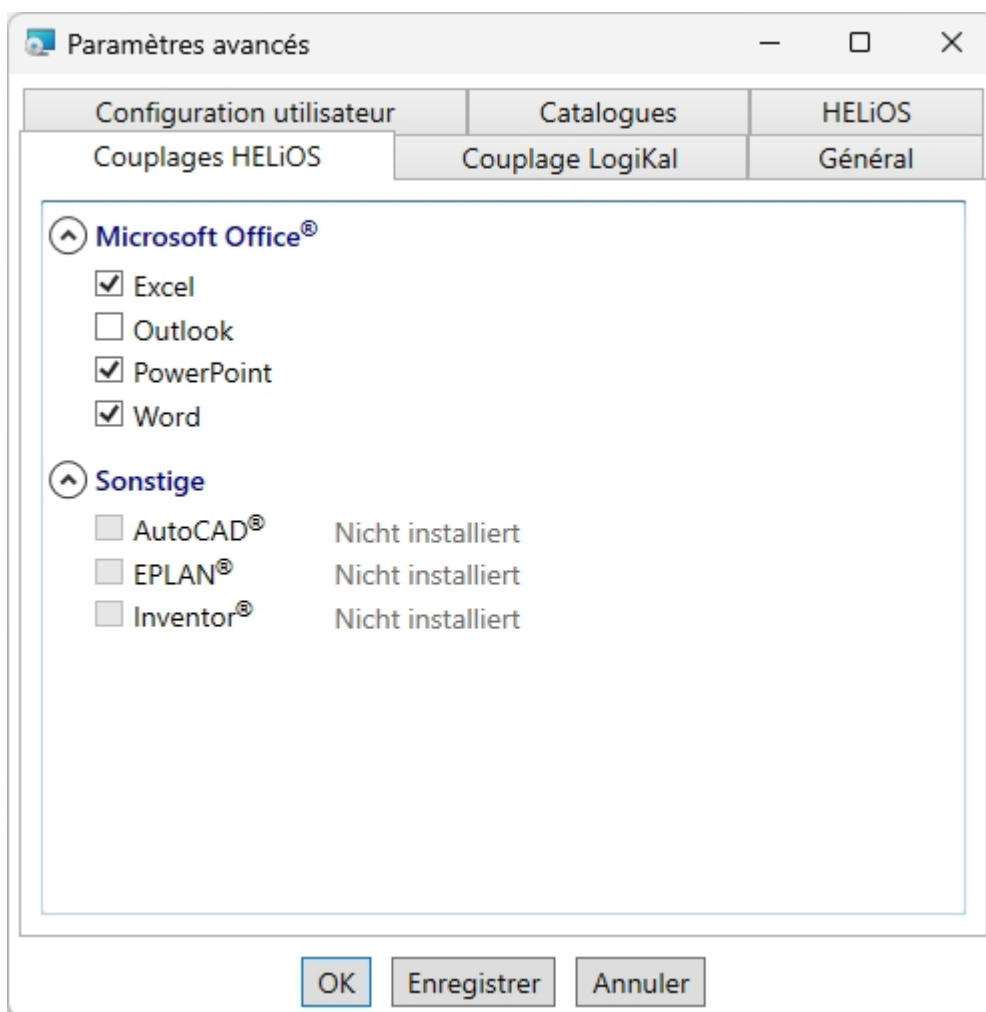 Paramètres avancés
Configuration utilisateur Catalogues HELiOS
Couplages HELiOS Couplage LogiKal Général
Microsoft Office®
Excel
Outlook
PowerPoint
Word
Sonstige
AutoCAD® Nicht installiert
EPLAN® Nicht installiert
Inventor® Nicht installiert
OK Enregistrer Annuler